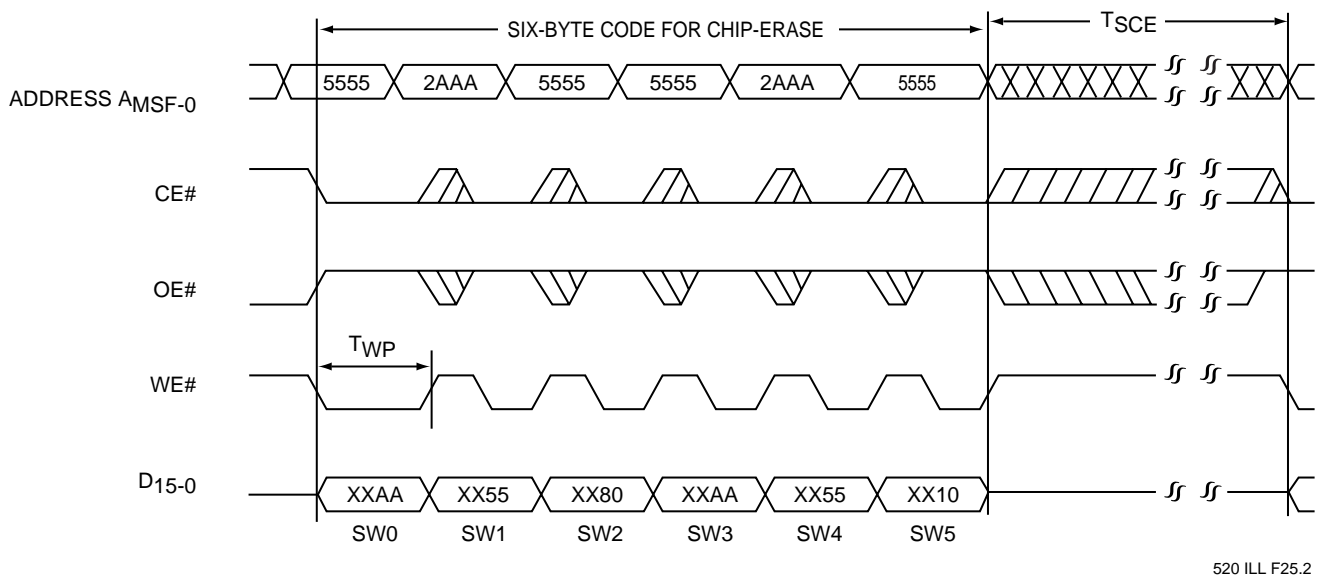 SIX-BYTE CODE FOR CHIP-ERASE TSCE
ADDRESS AMSF-0 5555 2AAA 5555 5555 2AAA 5555
CE#
OE#
TWP
WE#
D15-0 XXAA XX55 XX80 XXAA XX55 XX10
SW0 SW1 SW2 SW3 SW4 SW5
520 ILL F25.2